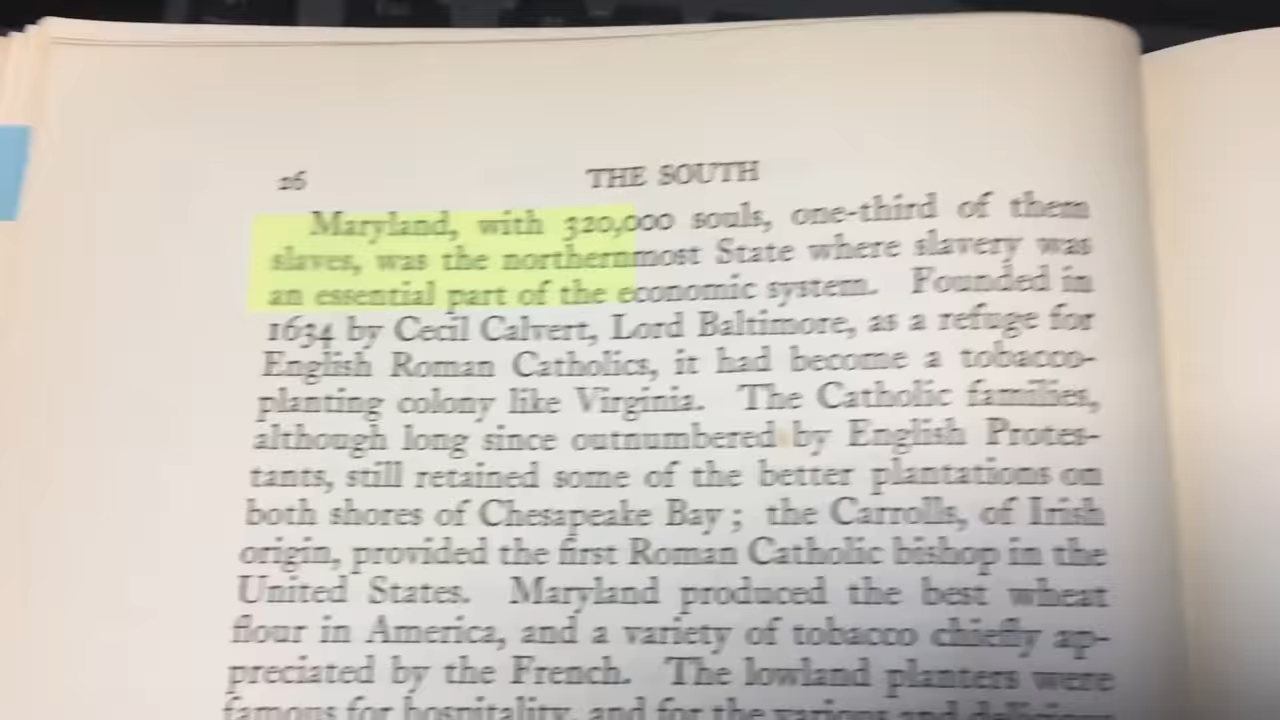 26 THE SOUTH
Maryland, with 320,000 souls, one-third of them
slaves, was the northernmost State where slavery was
an essential part of the economic system. Founded in
1634 by Cecil Calvert, Lord Baltimore, as a refuge for
English Roman Catholics, it had become a tobacco-
planting colony like Virginia. The Catholic families,
although long since outnumbered by English Protes-
tants, still retained some of the better plantations on
both shores of Chesapeake Bay; the Carrolls, of Irish
origin, provided the first Roman Catholic bishop in the
United States. Maryland produced the best wheat
flour in America, and a variety of tobacco chiefly ap-
preciated by the French. The lowland planters were
famous for hospitality, and for the various and